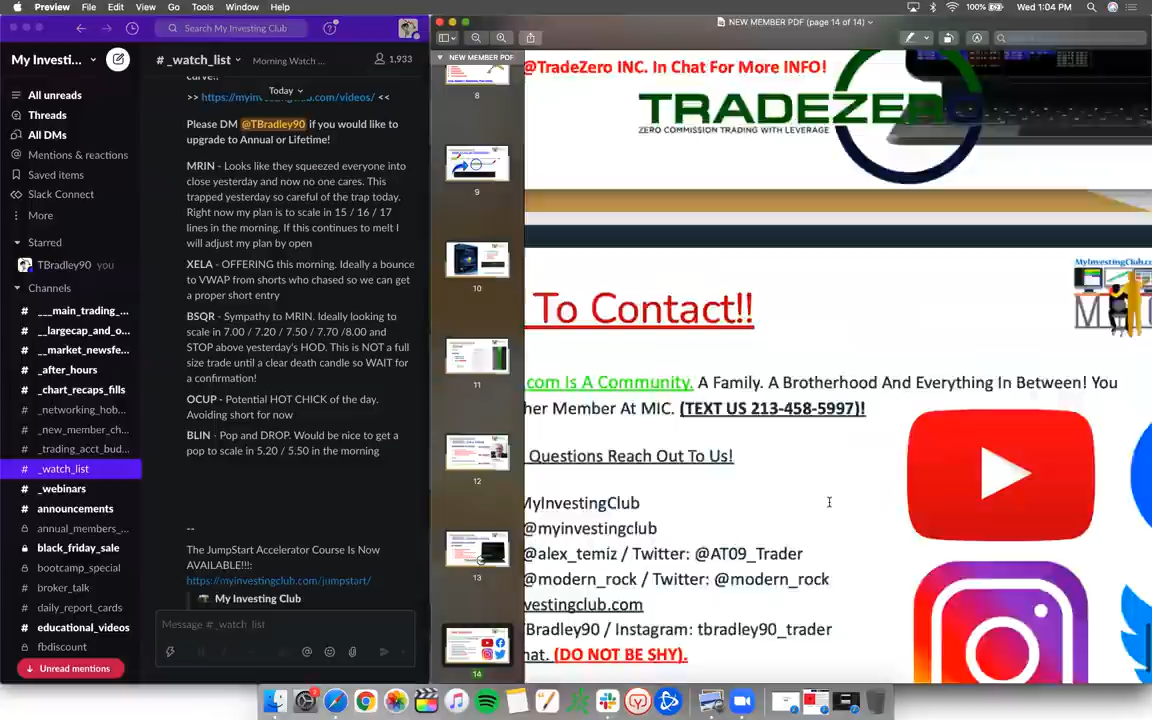 Preview File Edit View Go Tools Window Help
100% Wed 1:04 PM
Search My Investing Club
My Investi...
All unreads
Threads
All DMs
Mentions & reactions
Saved items
Slack Connect
More
Starred
TBradley90 you
Channels
# ___main_trading_...
# __largecap_and_o...
# __market_newsfe...
# _after_hours
# _chart_recaps_fills
# _networking_hob...
# _new_member_ch...
# _trading_acct_bud...
# _watch_list
# _webinars
# announcements
annual_members_...
black_friday_sale
# bootcamp_special
# broker_talk
# daily_report_cards
# educational_videos
fbdiscount
Unread mentions
# _watch_list
Morning Watch ...
1,933
Today
>> https://myinvestingclub.com/videos/ <<
Please DM @TBradley90 if you would like to
upgrade to Annual or Lifetime!
MRIN - Looks like they squeezed everyone into
close yesterday and now no one cares. This
trapped yesterday so careful of the trap today.
Right now my plan is to scale in 15 / 16 / 17
lines in the morning. If this continues to melt I
will adjust my plan by open
XELA - OFFERING this morning. Ideally a bounce
to VWAP from shorts who chased so we can get
a proper short entry
BSQR - Sympathy to MRIN. Ideally looking to
scale in 7.00 / 7.20 / 7.50 / 7.70 /8.00 and
STOP above yesterday's HOD. This is NOT a full
size trade until a clear death candle so WAIT for
a confirmation!
OCUP - Potential HOT CHICK of the day.
Avoiding short for now
BLIN - Pop and DROP. Would be nice to get a
pop to scale in 5.20 / 5.50 in the morning
--
The JumpStart Accelerator Course Is Now
AVAILABLE!!!:
https://myinvestingclub.com/jumpstart/
My Investing Club
Message #_watch_list
NEW MEMBER PDF (page 14 of 14)
NEW MEMBER PDF
8
9
10
11
12
13
14
@TradeZero INC. In Chat For More INFO!
TRADEZERO
ZERO COMMISSION TRADING WITH LEVERAGE
MyInvestingClub.com
M
To Contact!!
.com Is A Community. A Family. A Brotherhood And Everything In Between! You
her Member At MIC. (TEXT US 213-458-5997)!
Questions Reach Out To Us!
MyInvestingClub
@myinvestingclub
@alex_temiz / Twitter: @AT09_Trader
@modern_rock / Twitter: @modern_rock
vestingclub.com
TBradley90 / Instagram: tbradley90_trader
hat. (DO NOT BE SHY).